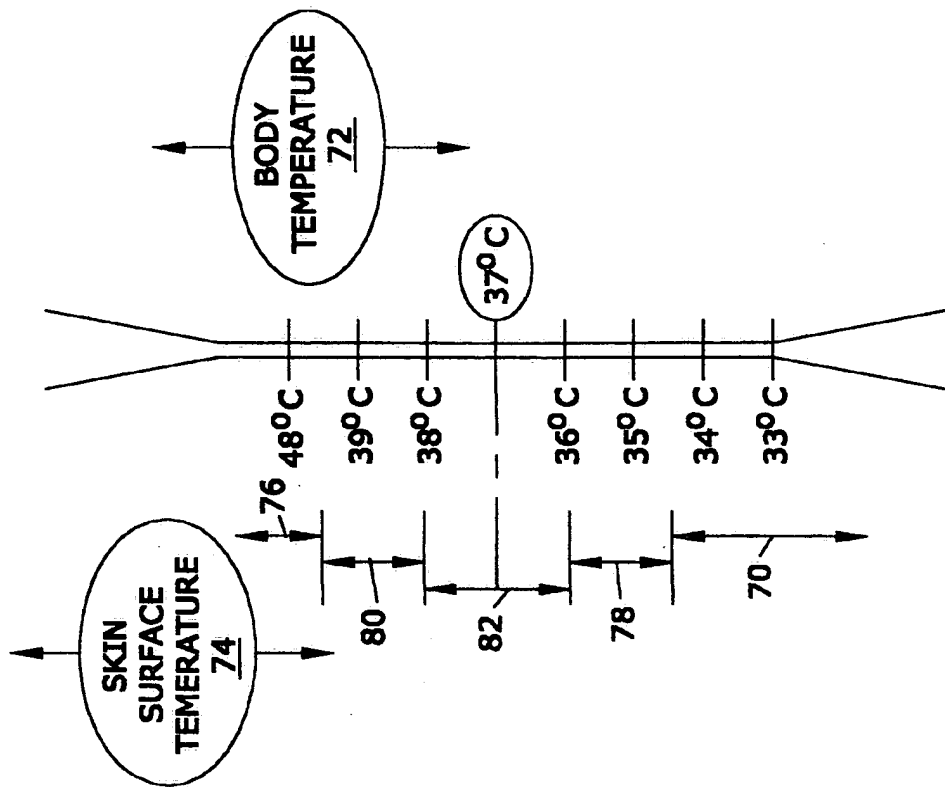 SKIN
SURFACE
TEMERATURE
74
76
80
82
78
70
48°C
39°C
38°C
36°C
35°C
34°C
33°C
37°C
BODY
TEMPERATURE
72